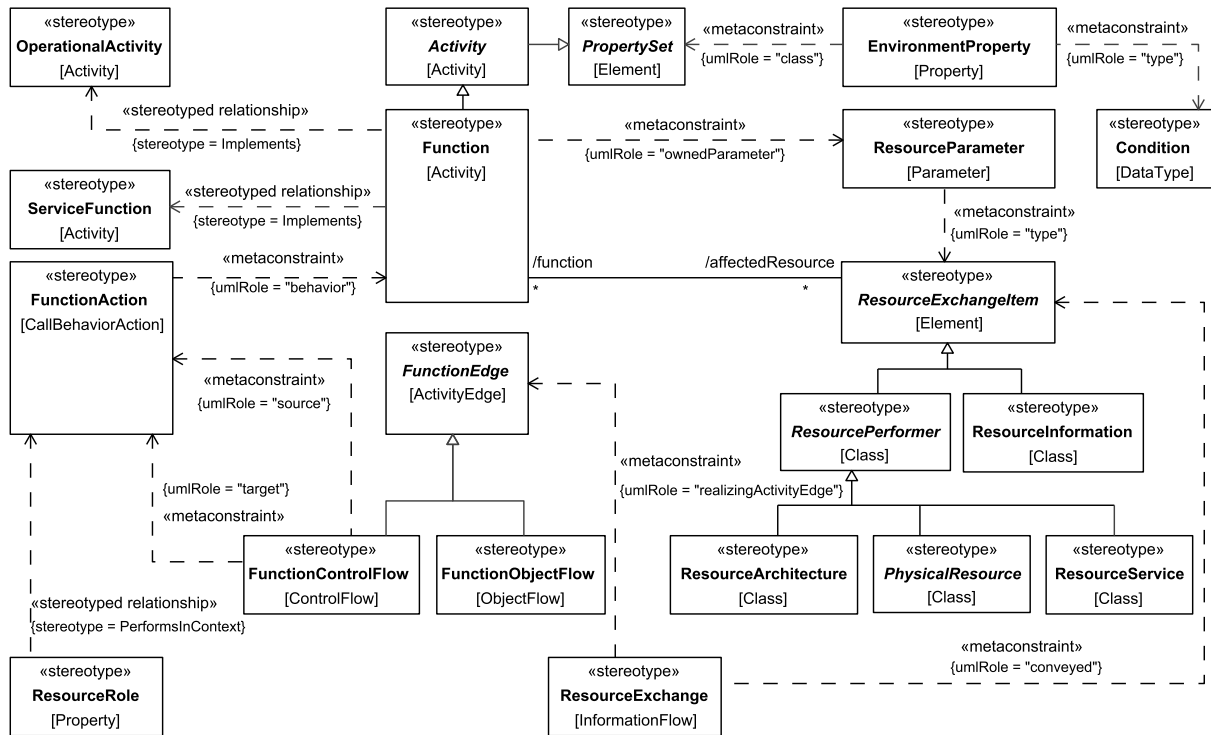 «stereotype»
OperationalActivity
[Activity]
«stereotype»
Activity
[Activity]
«stereotype»
PropertySet
[Element]
«metaconstraint»
{umlRole = "class"}
«stereotype»
EnvironmentProperty
[Property]
«metaconstraint»
{umlRole = "type"}
«stereotyped relationship»
{stereotype = Implements}
«stereotype»
Function
[Activity]
«metaconstraint»
{umlRole = "ownedParameter"}
«stereotype»
ResourceParameter
[Parameter]
«stereotype»
Condition
[DataType]
«stereotype»
ServiceFunction
[Activity]
«stereotyped relationship»
{stereotype = Implements}
«metaconstraint»
{umlRole = "type"}
«stereotype»
FunctionAction
[CallBehaviorAction]
«metaconstraint»
{umlRole = "behavior"}
/function
*
/affectedResource
*
«stereotype»
ResourceExchangeItem
[Element]
«metaconstraint»
{umlRole = "source"}
«stereotype»
FunctionEdge
[ActivityEdge]
«stereotype»
ResourcePerformer
[Class]
«stereotype»
ResourceInformation
[Class]
{umlRole = "target"}
«metaconstraint»
«metaconstraint»
{umlRole = "realizingActivityEdge"}
«stereotype»
FunctionControlFlow
[ControlFlow]
«stereotype»
FunctionObjectFlow
[ObjectFlow]
«stereotype»
ResourceArchitecture
[Class]
«stereotype»
PhysicalResource
[Class]
«stereotype»
ResourceService
[Class]
«stereotyped relationship»
{stereotype = PerformsInContext}
«stereotype»
ResourceRole
[Property]
«stereotype»
ResourceExchange
[InformationFlow]
«metaconstraint»
{umlRole = "conveyed"}